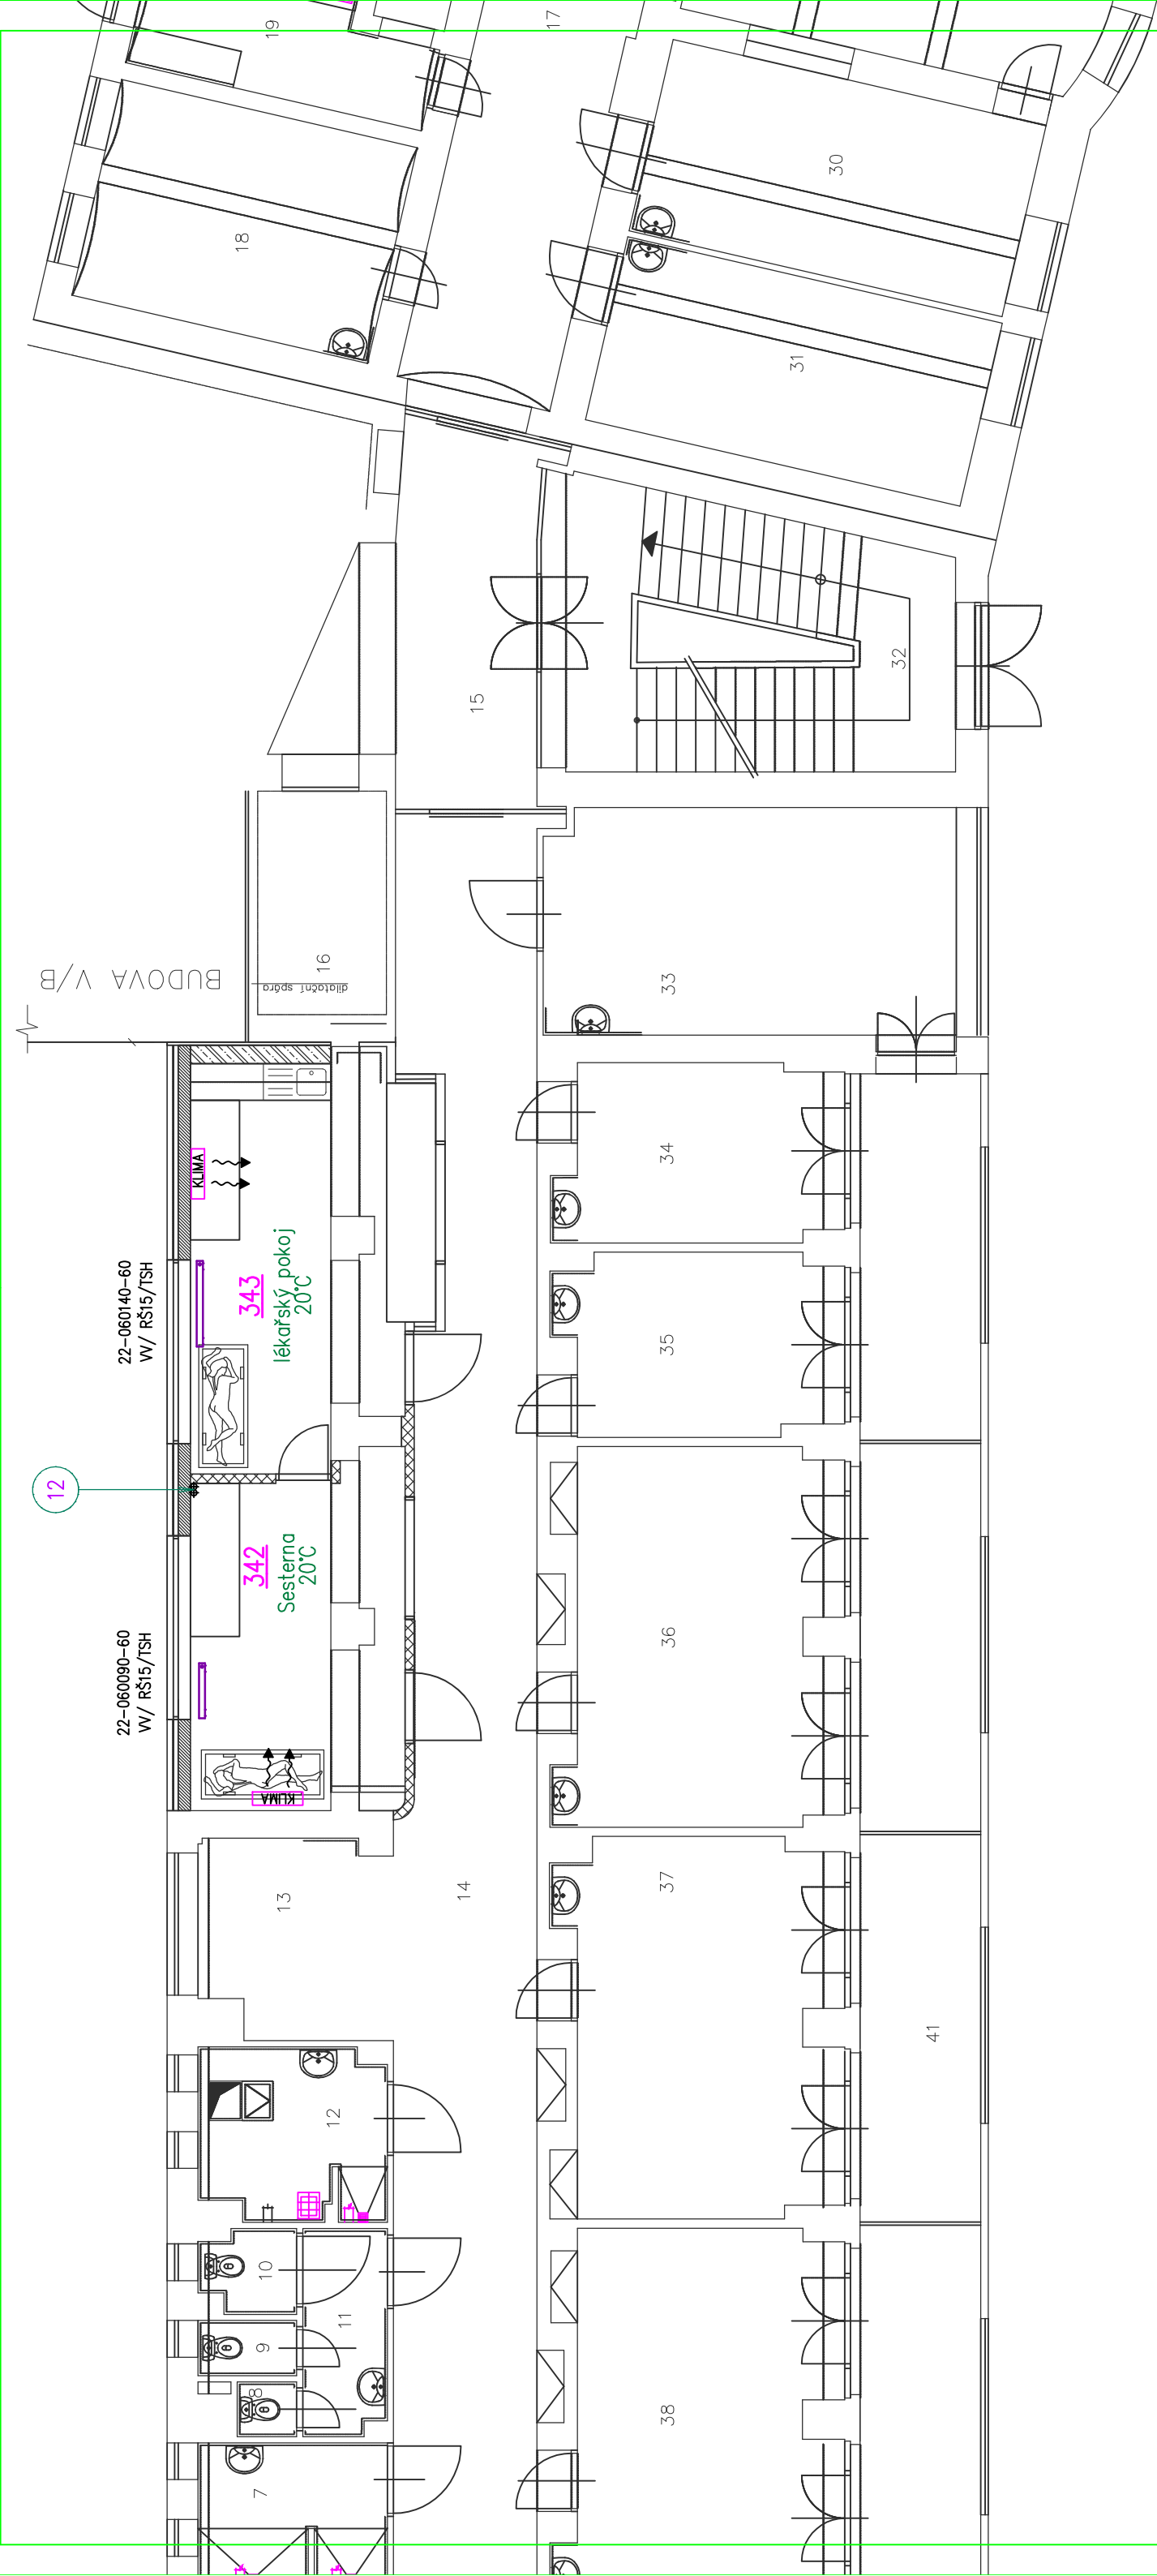 19
17
30
18
31
32
15
BUDOVA V/B
16
dilatační spára
33
34
KLIMA
22-060140-60
VV/ RŠ15/TSH
343
lékařský pokoj
20°C
35
12
342
Sesterna
20°C
22-060090-60
VV/ RŠ15/TSH
36
KLIMA
13
14
37
41
12
10
11
9
8
38
7